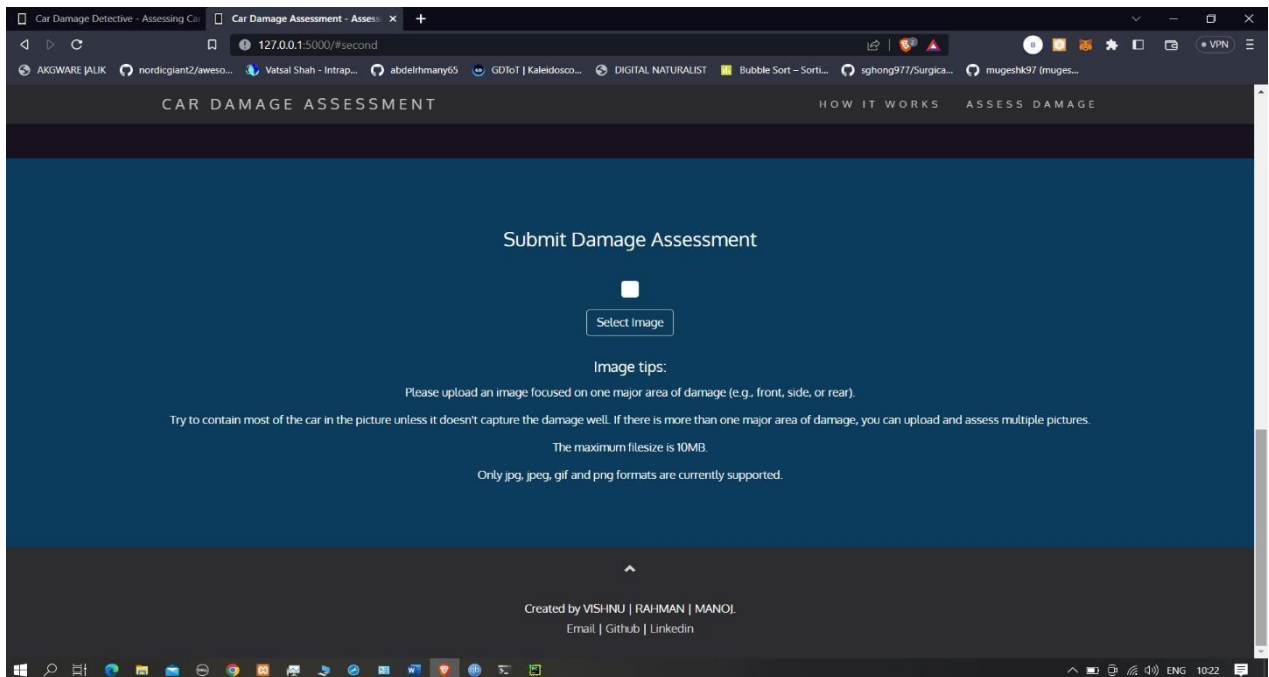 Car Damage Detective - Assessing Car
Car Damage Assessment - Assess
127.0.0.1:5000/#second
VPN
AKGWARE |ALIK
nordicgiant2/aweso...
Vatsal Shah - Intrap...
abdelrhmany65
GDToT | Kaleidosco...
DIGITAL NATURALIST
Bubble Sort – Sorti...
sghong977/Surgica...
mugeshk97 (muges...
CAR DAMAGE ASSESSMENT
HOW IT WORKS
ASSESS DAMAGE
Submit Damage Assessment
Select Image
Image tips:
Please upload an image focused on one major area of damage (e.g., front, side, or rear).
Try to contain most of the car in the picture unless it doesn't capture the damage well. If there is more than one major area of damage, you can upload and assess multiple pictures.
The maximum filesize is 10MB.
Only jpg, jpeg, gif and png formats are currently supported.
Created by VISHNU | RAHMAN | MANOJ.
Email | Github | Linkedin
ENG 10:22